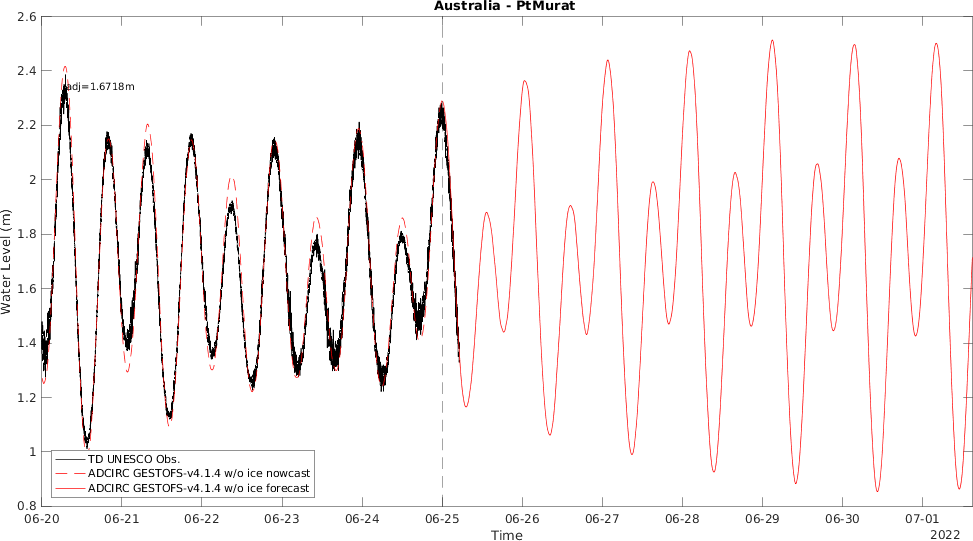 Australia - PtMurat
2.6
2.4
adj=1.6718m
2.2
2
1.8
Water Level (m)
1.6
1.4
1.2
1
TD UNESCO Obs.
ADCIRC GESTOFS-v4.1.4 w/o ice nowcast
ADCIRC GESTOFS-v4.1.4 w/o ice forecast
0.8
06-20 06-21 06-22 06-23 06-24 06-25 06-26 06-27 06-28 06-29 06-30 07-01
Time
2022